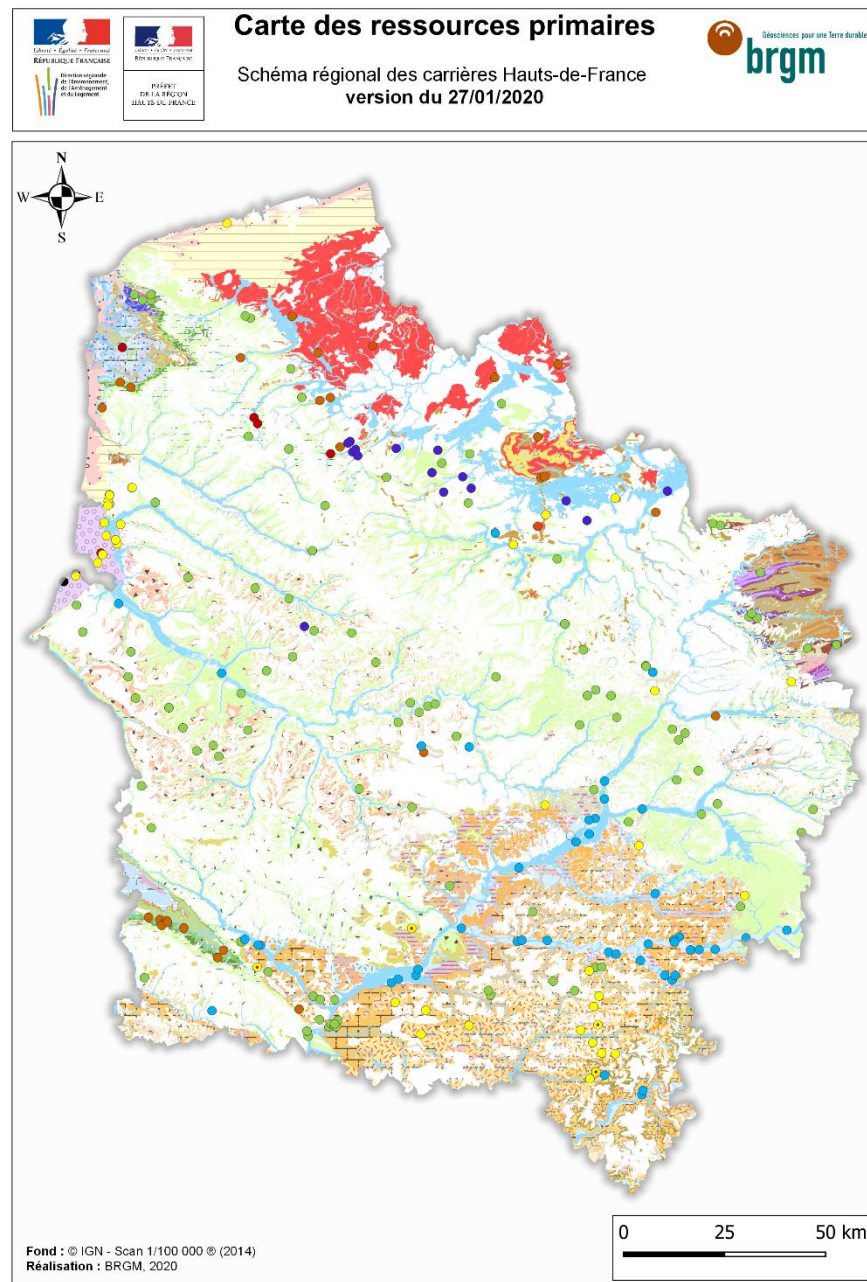 Carte des ressources primaires
Schéma régional des carrières Hauts-de-France
version du 27/01/2020
Liberté • Égalité • Fraternité
RÉPUBLIQUE FRANÇAISE
Direction régionale
de l'Environnement,
de l'Aménagement
et du Logement
Liberté • Égalité • Fraternité
RÉPUBLIQUE FRANÇAISE
PRÉFET
DE LA RÉGION
HAUTS-DE-FRANCE
Géosciences pour une Terre durable
brgm
N
W E
S
Fond : © IGN - Scan 1/100 000 ® (2014)
Réalisation : BRGM, 2020
0 25 50 km